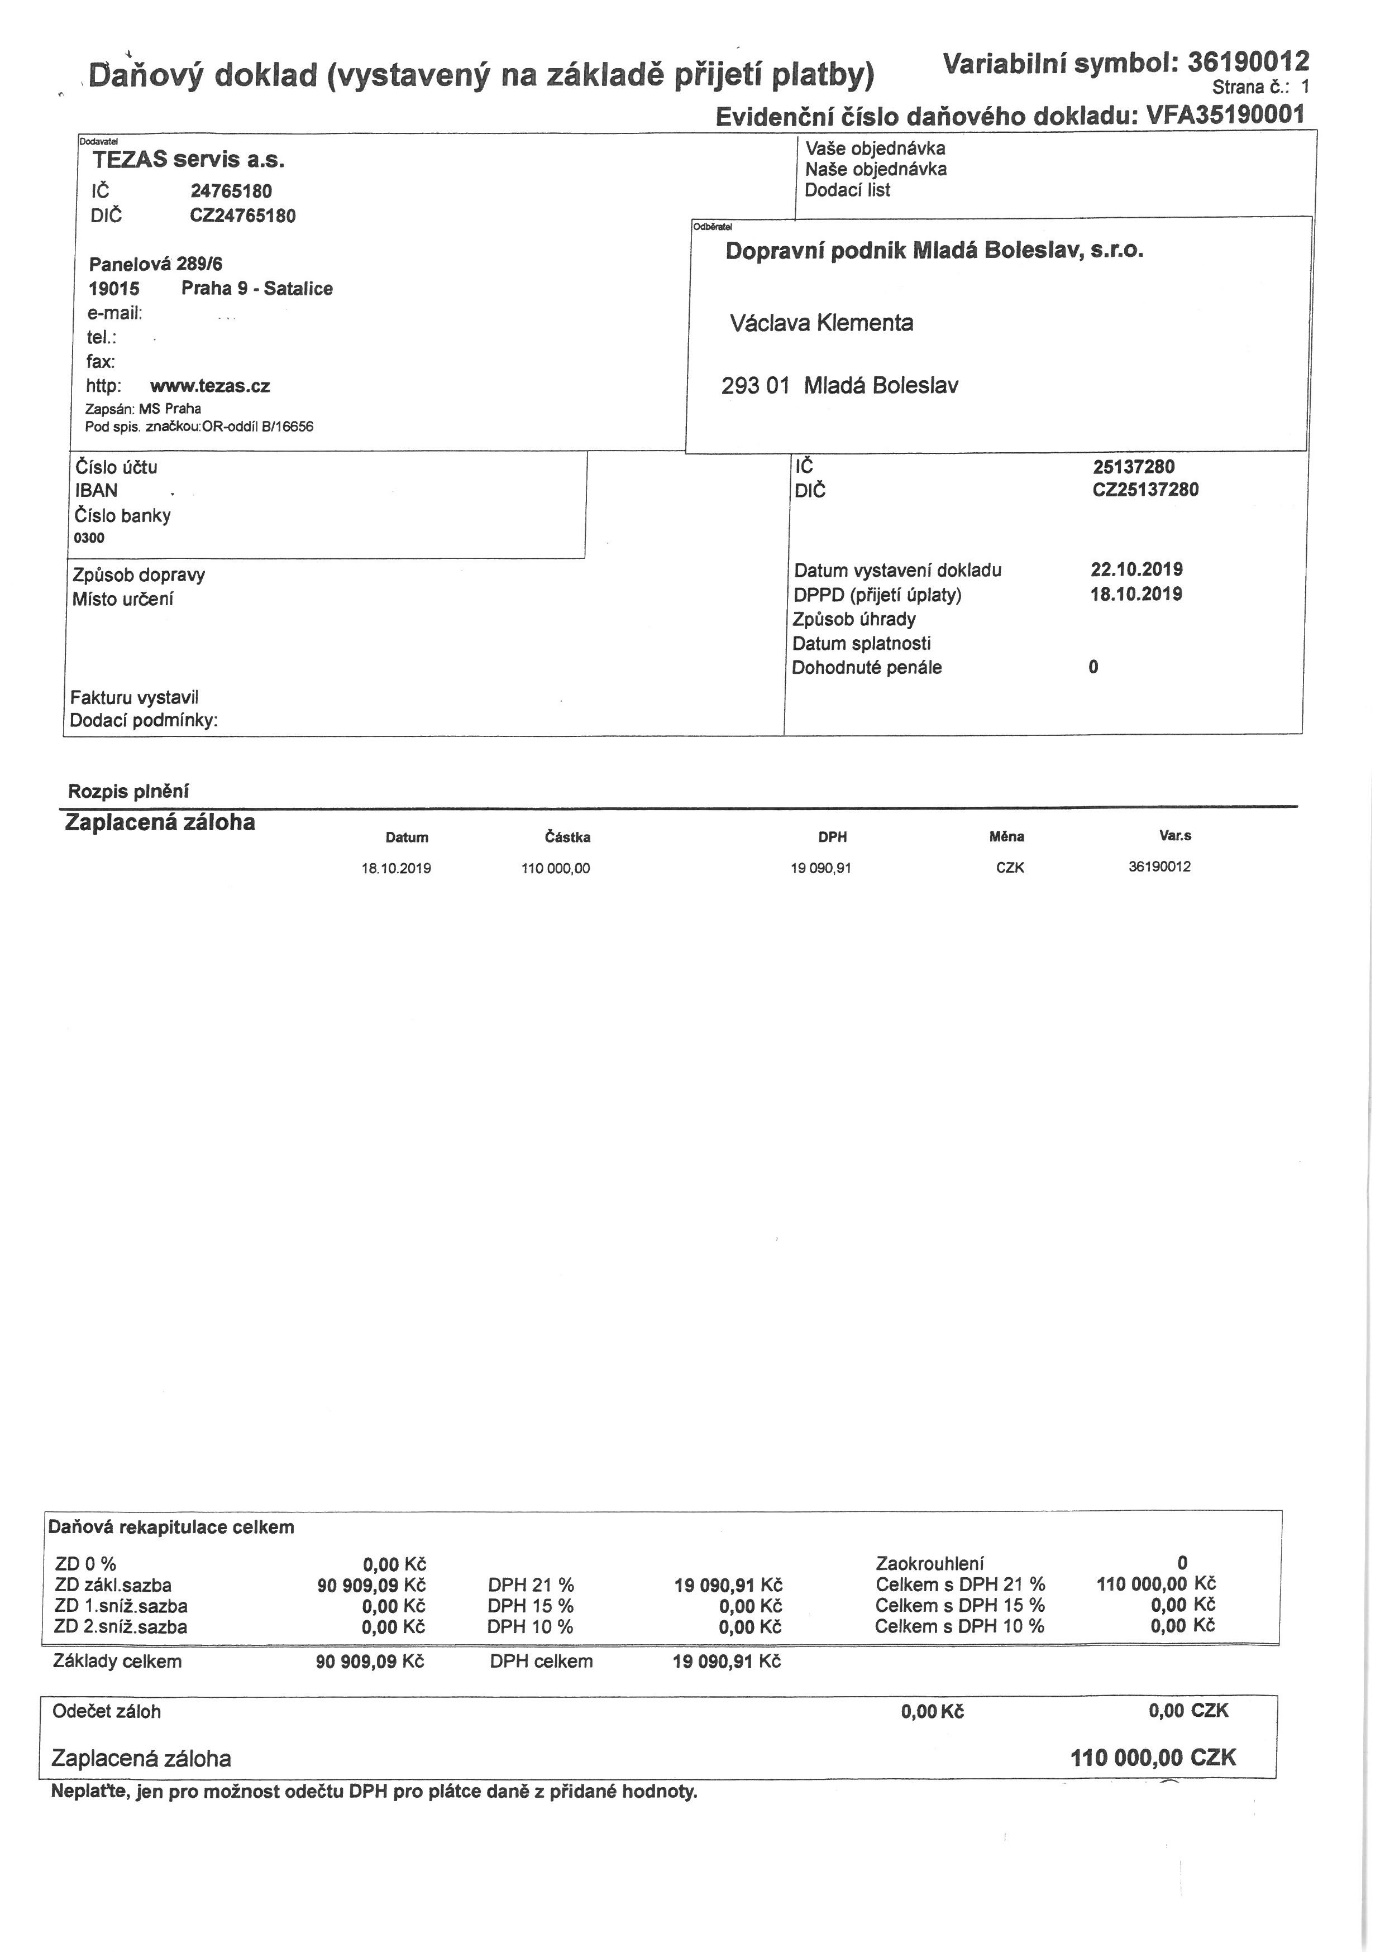 Daňový doklad (vystavený na základě přijetí platby)
Variabilní symbol: 36190012
Strana č.: 1
Evidenční číslo daňového dokladu: VFA35190001
Dodavatel
TEZAS servis a.s.
IČ 24765180
DIČ CZ24765180
Panelová 289/6
19015 Praha 9 - Satalice
e-mail:
tel.:
fax:
http: www.tezas.cz
Zapsán: MS Praha
Pod spis. značkou:OR-oddíl B/16656
Vaše objednávka
Naše objednávka
Dodací list
Odběratel
Dopravní podnik Mladá Boleslav, s.r.o.
Václava Klementa
293 01 Mladá Boleslav
Číslo účtu
IBAN
Číslo banky
0300
IČ 25137280
DIČ CZ25137280
Způsob dopravy
Místo určení
Datum vystavení dokladu 22.10.2019
DPPD (přijetí úplaty) 18.10.2019
Způsob úhrady
Datum splatnosti
Dohodnuté penále 0
Fakturu vystavil
Dodací podmínky:
Rozpis plnění
Zaplacená záloha
Datum Částka DPH Měna Var.s
18.10.2019 110 000,00 19 090,91 CZK 36190012
Daňová rekapitulace celkem
ZD 0 % 0,00 Kč Zaokrouhlení 0
ZD zákl.sazba 90 909,09 Kč DPH 21 % 19 090,91 Kč Celkem s DPH 21 % 110 000,00 Kč
ZD 1.sníž.sazba 0,00 Kč DPH 15 % 0,00 Kč Celkem s DPH 15 % 0,00 Kč
ZD 2.sníž.sazba 0,00 Kč DPH 10 % 0,00 Kč Celkem s DPH 10 % 0,00 Kč
Základy celkem 90 909,09 Kč DPH celkem 19 090,91 Kč
Odečet záloh 0,00 Kč 0,00 CZK
Zaplacená záloha 110 000,00 CZK
Neplaťte, jen pro možnost odečtu DPH pro plátce daně z přidané hodnoty.